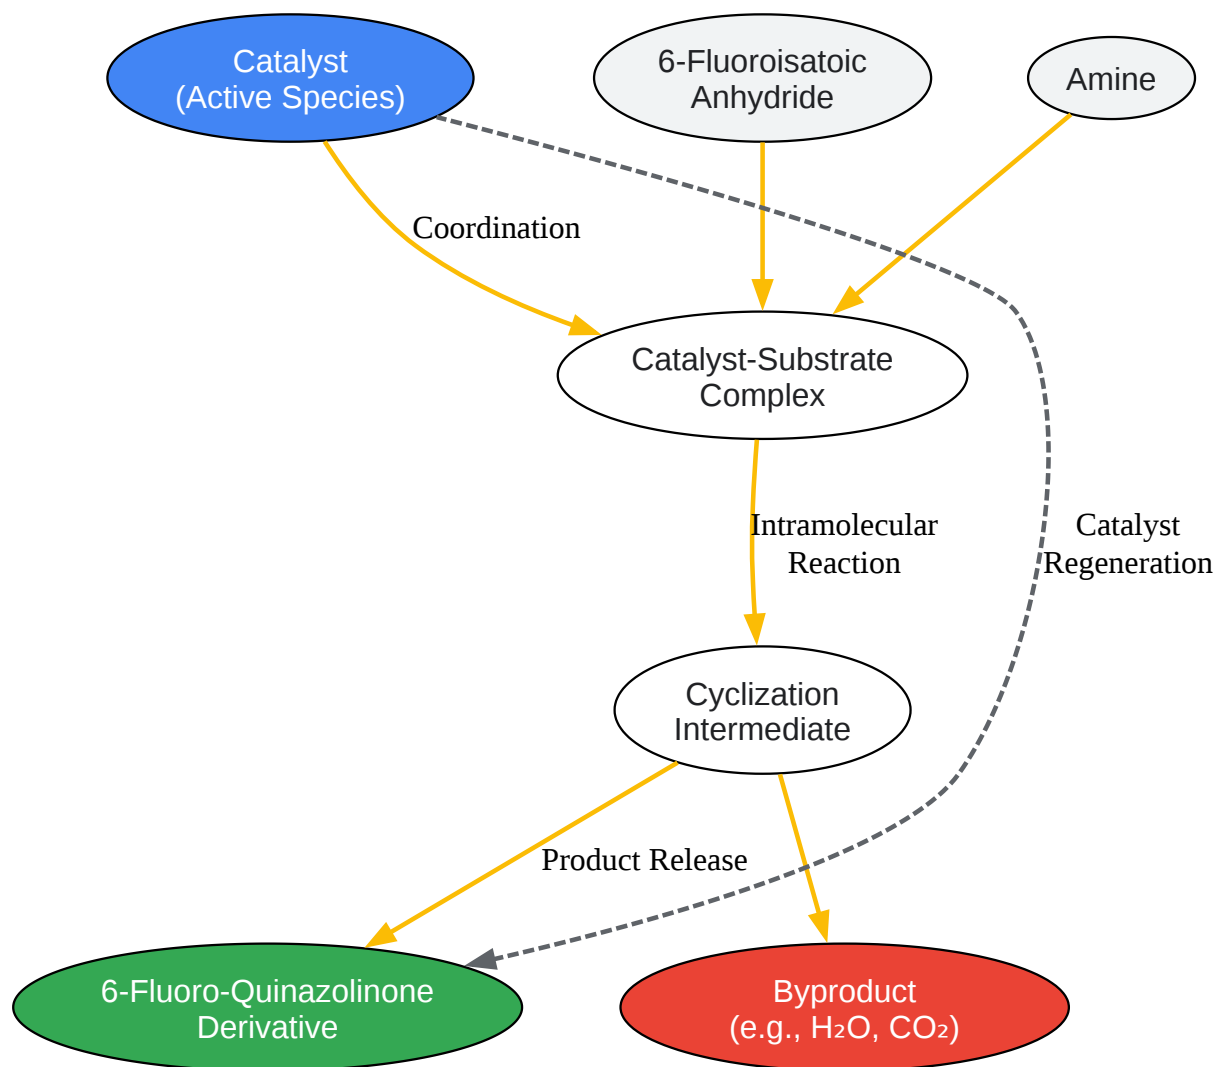 Catalyst
(Active Species)
6-Fluoroisatoic
Anhydride
Amine
Coordination
Catalyst-Substrate
Complex
Intramolecular
Reaction
Catalyst
Regeneration
Cyclization
Intermediate
Product Release
6-Fluoro-Quinazolinone
Derivative
Byproduct
(e.g., H₂O, CO₂)